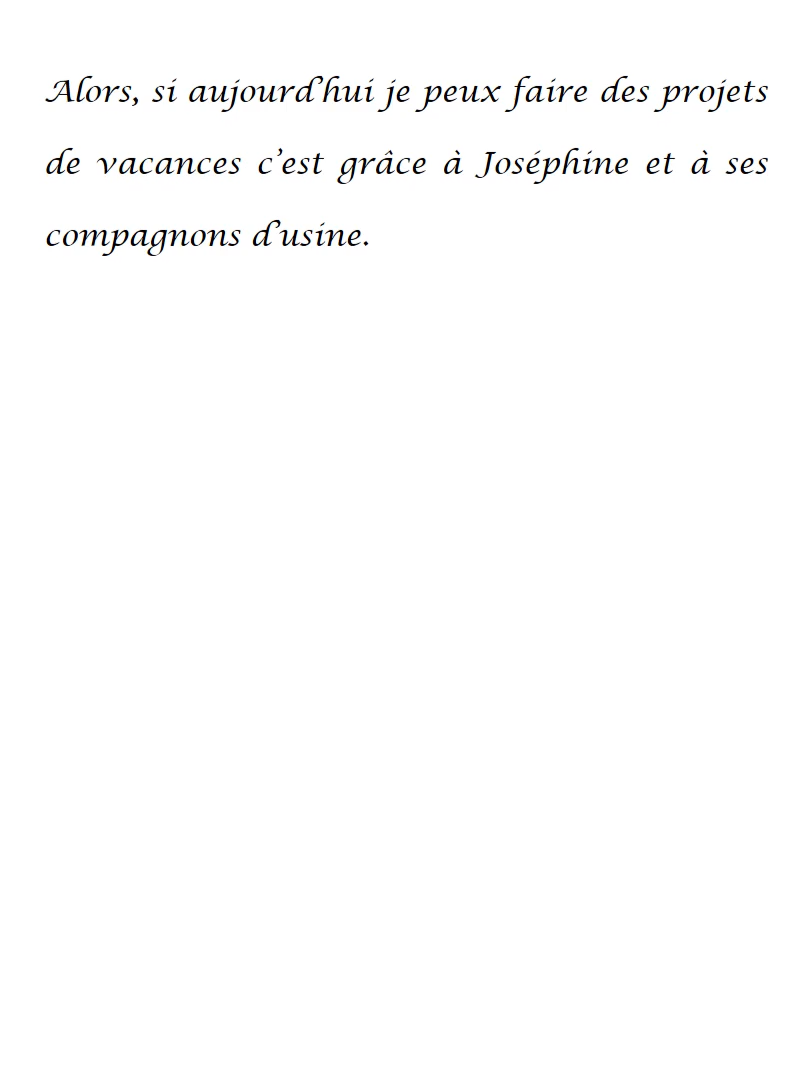 Alors, si aujourd’hui je peux faire des projets
de vacances c’est grâce à Joséphine et à ses
compagnons d’usine.